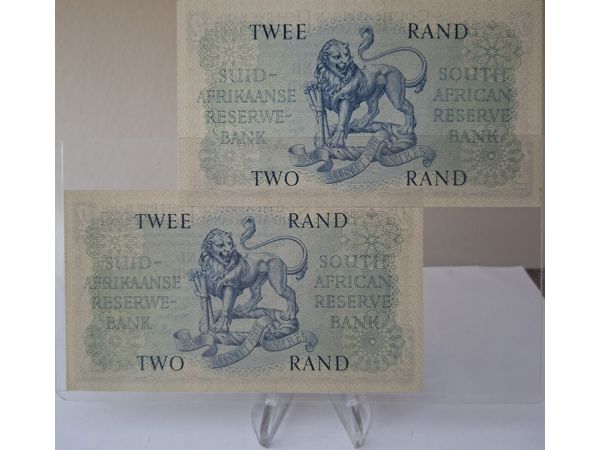 TWEE RAND
SUID- SOUTH
AFRIKAANSE AFRICAN
RESERWE- RESERVE
BANK BANK
TWO RAND
TWEE RAND
SUID- SOUTH
AFRIKAANSE AFRICAN
RESERWE- RESERVE
BANK BANK
TWO RAND